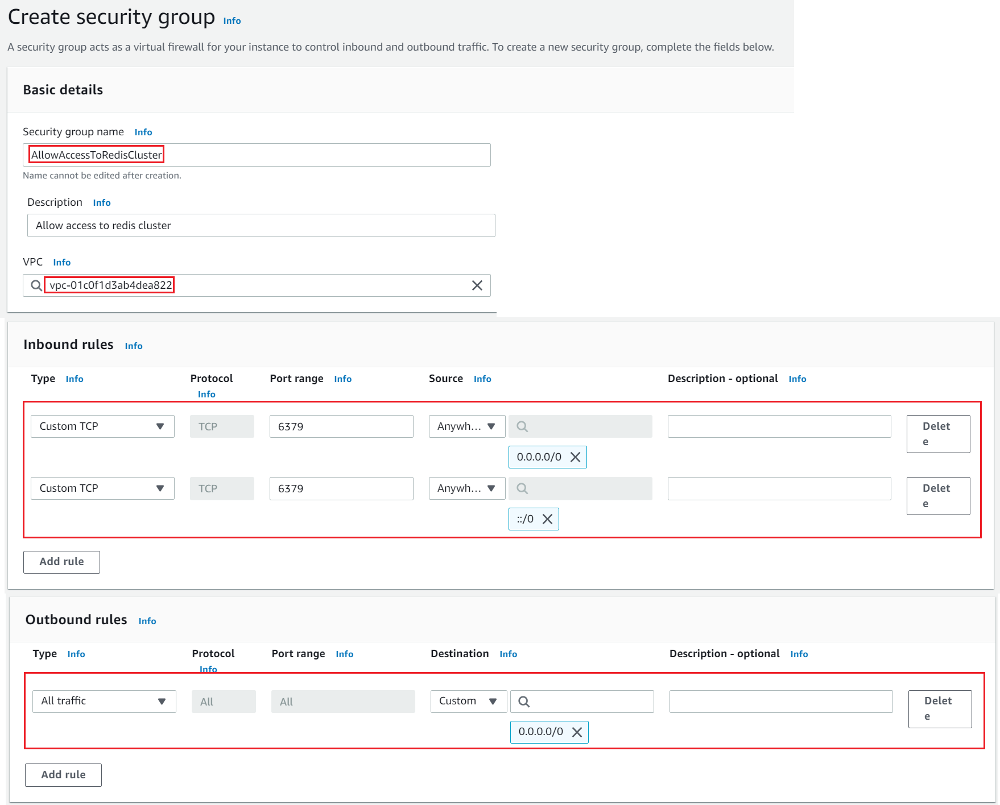 Create security group Info
A security group acts as a virtual firewall for your instance to control inbound and outbound traffic. To create a new security group, complete the fields below.
Basic details
Security group name Info
AllowAccessToRedisCluster
Name cannot be edited after creation.
Description Info
Allow access to redis cluster
VPC Info
vpc-01c0f1d3ab4dea822
Inbound rules Info
Type Info Protocol Info Port range Info Source Info Description - optional Info
Custom TCP TCP 6379 Anywh... Delete
0.0.0.0/0
Custom TCP TCP 6379 Anywh... Delete
::/0
Add rule
Outbound rules Info
Type Info Protocol Info Port range Info Destination Info Description - optional Info
All traffic All All Custom Delete
0.0.0.0/0
Add rule